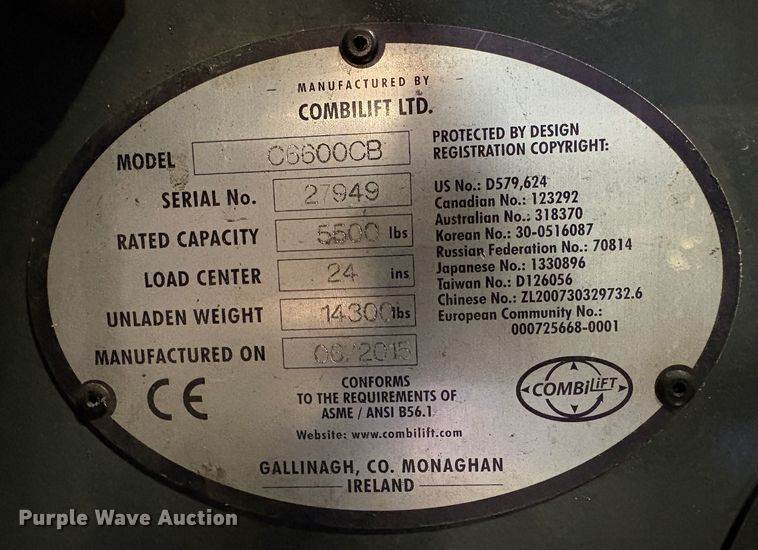 MANUFACTURED BY
COMBILIFT LTD.
MODEL C6600CB
SERIAL No. 27949
RATED CAPACITY 5500 lbs
LOAD CENTER 24 ins
UNLADEN WEIGHT 14300 lbs
MANUFACTURED ON 06/2015
PROTECTED BY DESIGN
REGISTRATION COPYRIGHT:
US No.: D579,624
Canadian No.: 123292
Australian No.: 318370
Korean No.: 30-0516087
Russian Federation No.: 70814
Japanese No.: 1330896
Taiwan No.: D126056
Chinese No.: ZL200730329732.6
European Community No.:
000725668-0001
CE
CONFORMS
TO THE REQUIREMENTS OF
ASME / ANSI B56.1
Website: www.combilift.com
COMBILIFT
GALLINAGH, CO. MONAGHAN
IRELAND
Purple Wave Auction